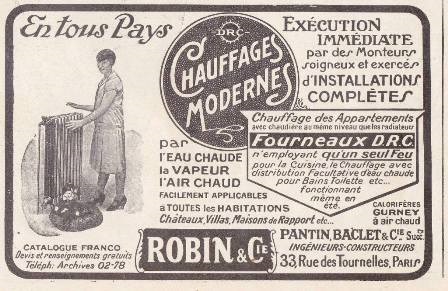 En tous Pays
DRC
CHAUFFAGES
MODERNES
par
l'EAU CHAUDE
la VAPEUR
l'AIR CHAUD
FACILEMENT APPLICABLES
à TOUTES les HABITATIONS
Châteaux, Villas, Maisons de Rapport etc...
EXÉCUTION
IMMÉDIATE
par des Monteurs
soigneux et exercés
d'INSTALLATIONS
COMPLÈTES
Chauffage des Appartements
avec chaudière au même niveau que les radiateurs
Fourneaux D.R.C.
n'employant qu'un seul Feu
pour la Cuisine, le Chauffage avec
distribution Facultative d'eau chaude
pour Bains Toilette etc...
fonctionnant
même en
été.
CALORIFÈRES
GURNEY
à air chaud
CATALOGUE FRANCO
Devis et renseignements gratuits
Téléph: Archives 02-78
ROBIN & Cie
PANTIN, BACLET & Cie Succrs
INGÉNIEURS-CONSTRUCTEURS
33, Rue des Tournelles, PARIS